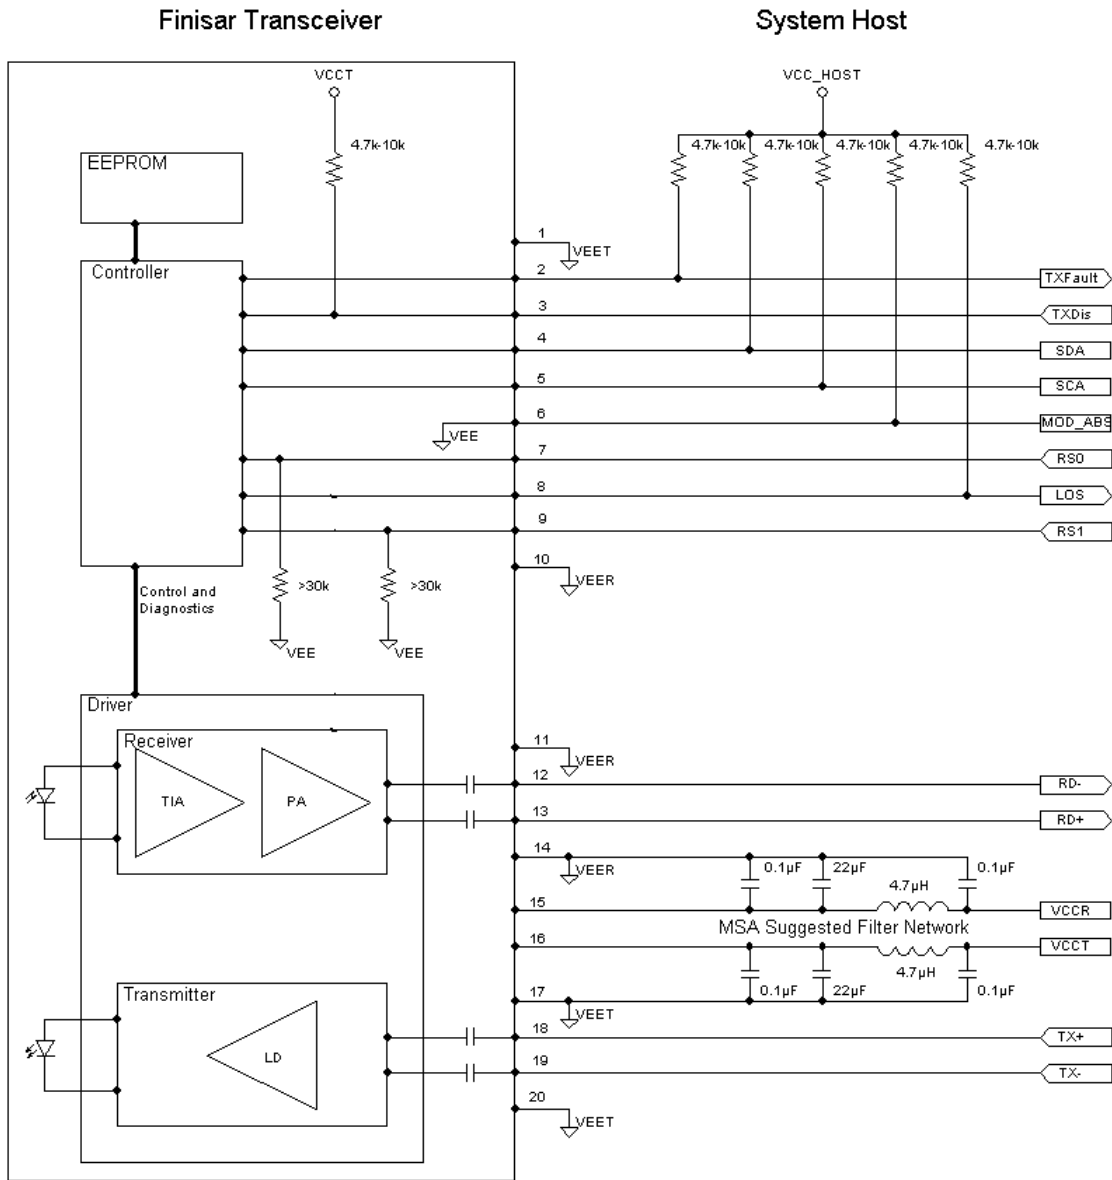 Finisar Transceiver
System Host
VCCT
VCC_HOST
4.7k-10k
4.7k-10k
4.7k-10k
4.7k-10k
4.7k-10k
4.7k-10k
EEPROM
1
VEET
Controller
2
TXFault
3
TXDis
4
SDA
5
SCA
6
VEE
MOD_ABS
7
RS0
8
LOS
9
RS1
10
VEER
Control and
Diagnostics
>30k
>30k
VEE
VEE
Driver
Receiver
TIA
PA
11
VEER
12
RD-
13
RD+
14
VEER
0.1µF
22µF
4.7µH
0.1µF
15
VCCR
MSA Suggested Filter Network
16
VCCT
4.7µH
0.1µF
22µF
0.1µF
17
VEET
Transmitter
LD
18
TX+
19
TX-
20
VEET